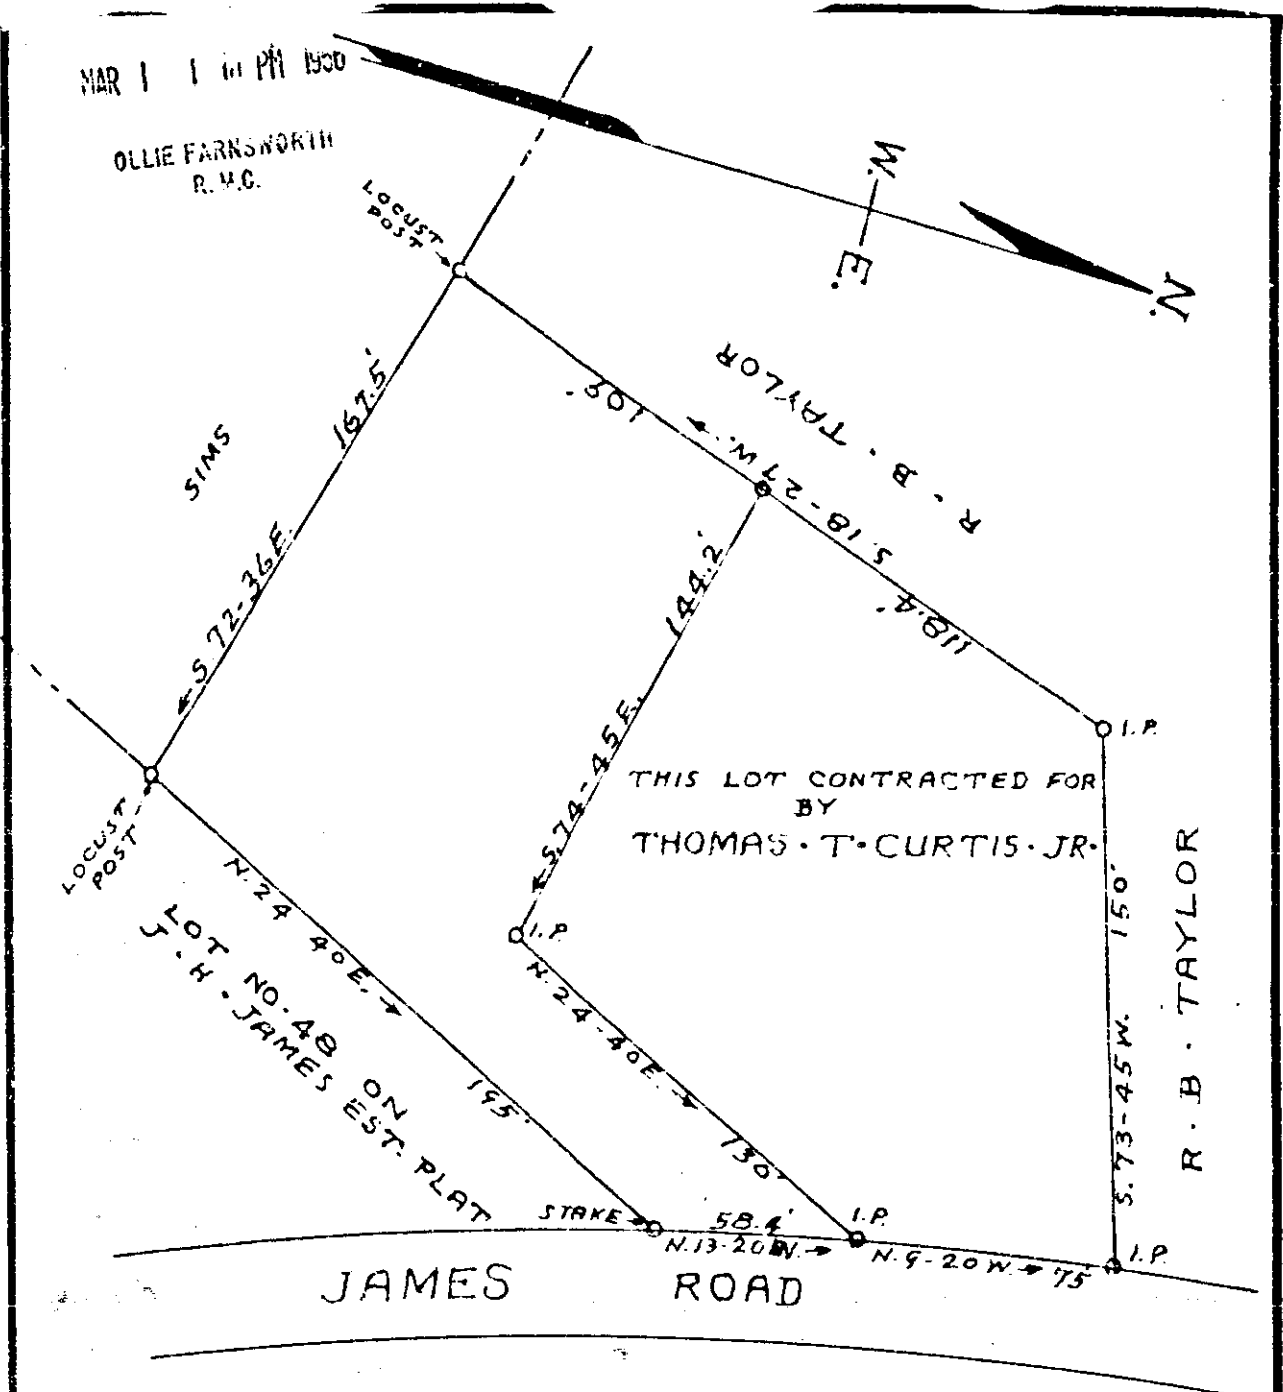 MAR 1 PM 1950
OLLIE FARNSWORTH
R. M. C.
W.
E.
N.
LOCUST
POST
R. B. TAYLOR
SIMS
167.5'
S. 72-36 E.
109'
S. 18-27 W.
118.4'
144.2'
S. 74-45 E.
I.P.
THIS LOT CONTRACTED FOR
BY
THOMAS. T. CURTIS. JR.
LOCUST
POST
N. 24 40 E.
195'
LOT NO. 48 ON
J. H. JAMES EST. PLAT
I.P.
N. 24-40 E.
130'
150'
S. 73-45 W.
R. B. TAYLOR
STAKE
58.4'
N. 13-20 W.
I.P.
N. 9-20 W.
75
I.P.
JAMES ROAD